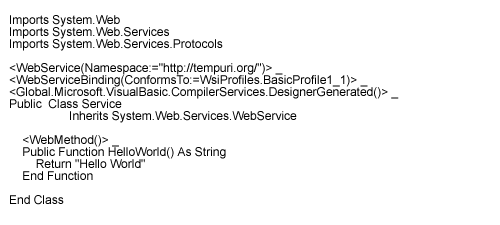 Imports System.Web
Imports System.Web.Services
Imports System.Web.Services.Protocols
<WebService(Namespace:="http://tempuri.org/")> _
<WebServiceBinding(ConformsTo:=WsiProfiles.BasicProfile1_1)> _
<Global.Microsoft.VisualBasic.CompilerServices.DesignerGenerated()> _
Public  Class Service
Inherits System.Web.Services.WebService
<WebMethod()> _
Public Function HelloWorld() As String
Return "Hello World"
End Function
End Class